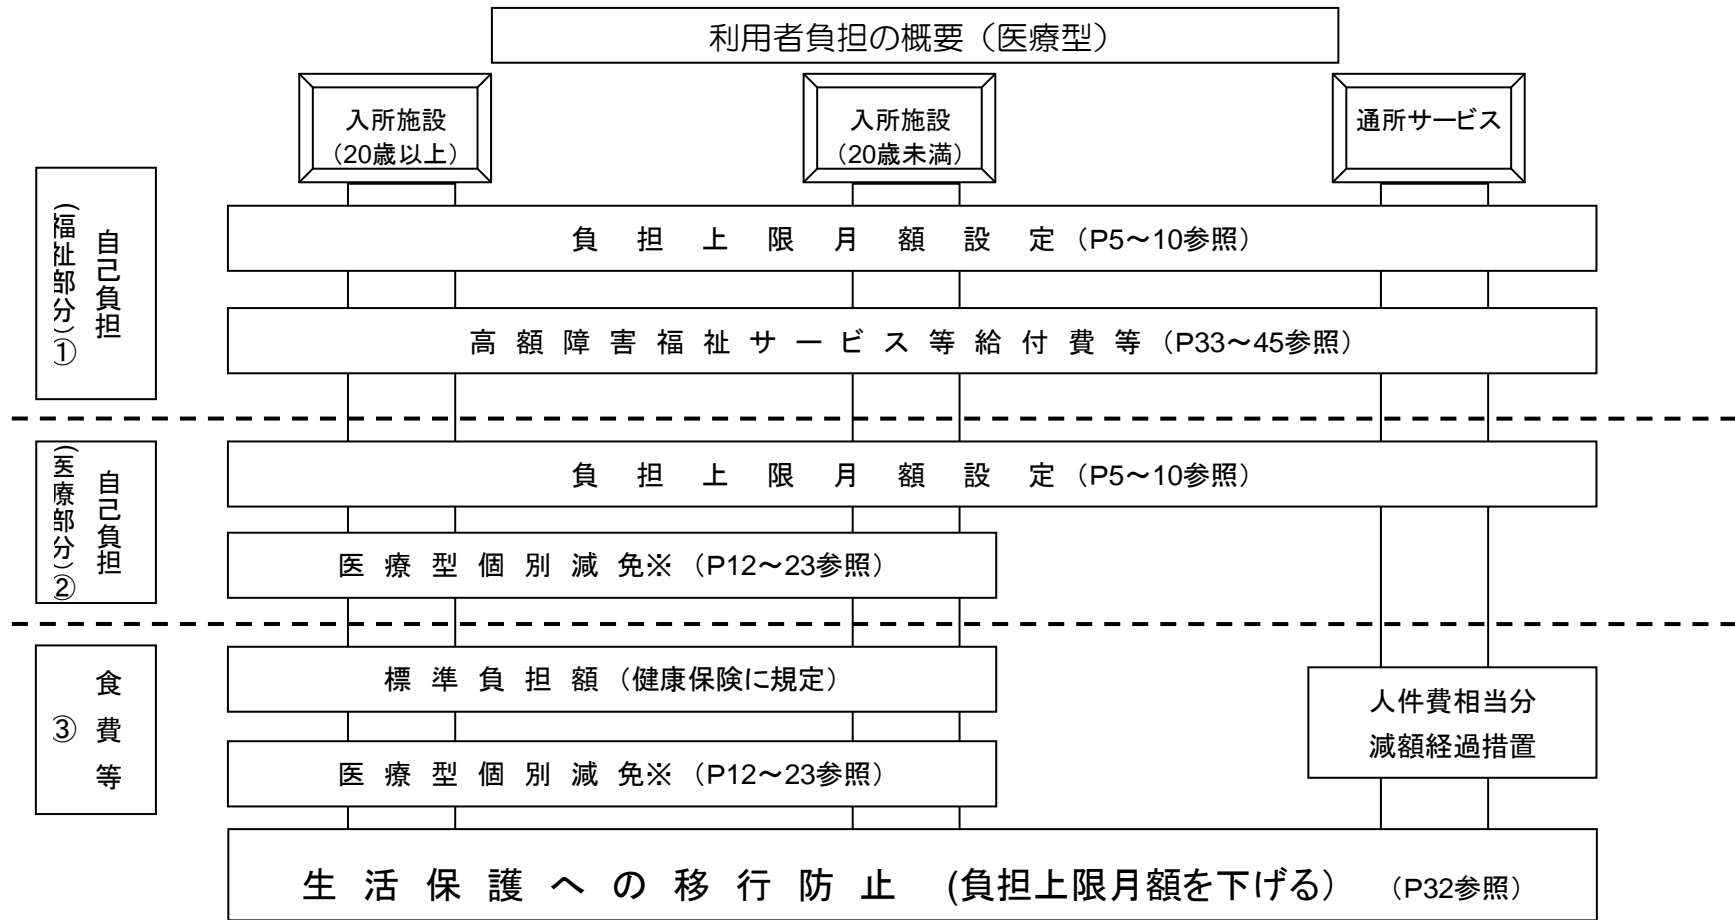 利用者負担の概要（医療型）
入所施設
（20歳以上）
入所施設
（20歳未満）
通所サービス
自己負担
（福祉部分）①
負担上限月額設定（P5～10参照）
高額障害福祉サービス等給付費等（P33～45参照）
自己負担
（医療部分）②
負担上限月額設定（P5～10参照）
医療型個別減免※（P12～23参照）
食費等
③
標準負担額（健康保険に規定）
人件費相当分
減額経過措置
医療型個別減免※（P12～23参照）
生活保護への移行防止 (負担上限月額を下げる）（P32参照）